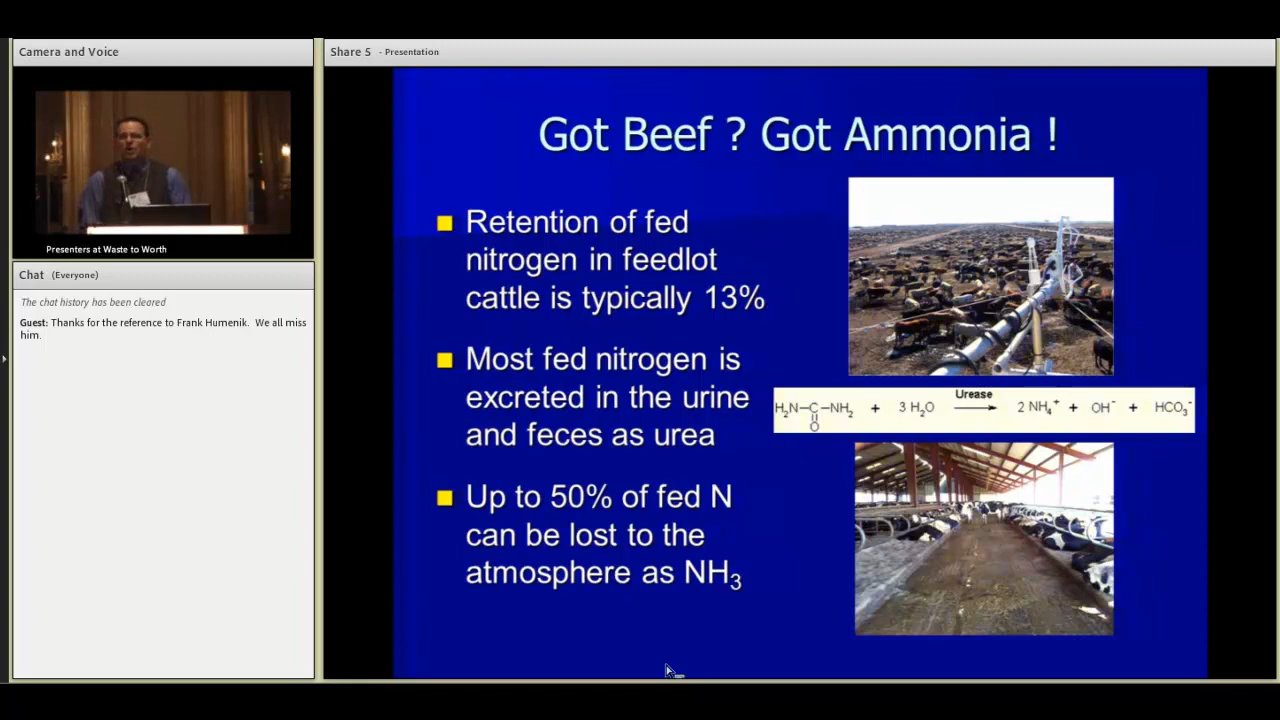 Camera and Voice
Presenters at Waste to Worth
Chat (Everyone)
The chat history has been cleared
Guest: Thanks for the reference to Frank Humenik. We all miss
him.
Share 5 - Presentation
Got Beef ? Got Ammonia !
Retention of fed
nitrogen in feedlot
cattle is typically 13%
Most fed nitrogen is
excreted in the urine
and feces as urea
Up to 50% of fed N
can be lost to the
atmosphere as NH₃
Urease
H₂N–C–NH₂ + 3 H₂O → 2 NH₄⁺ + OH⁻ + HCO₃⁻
O